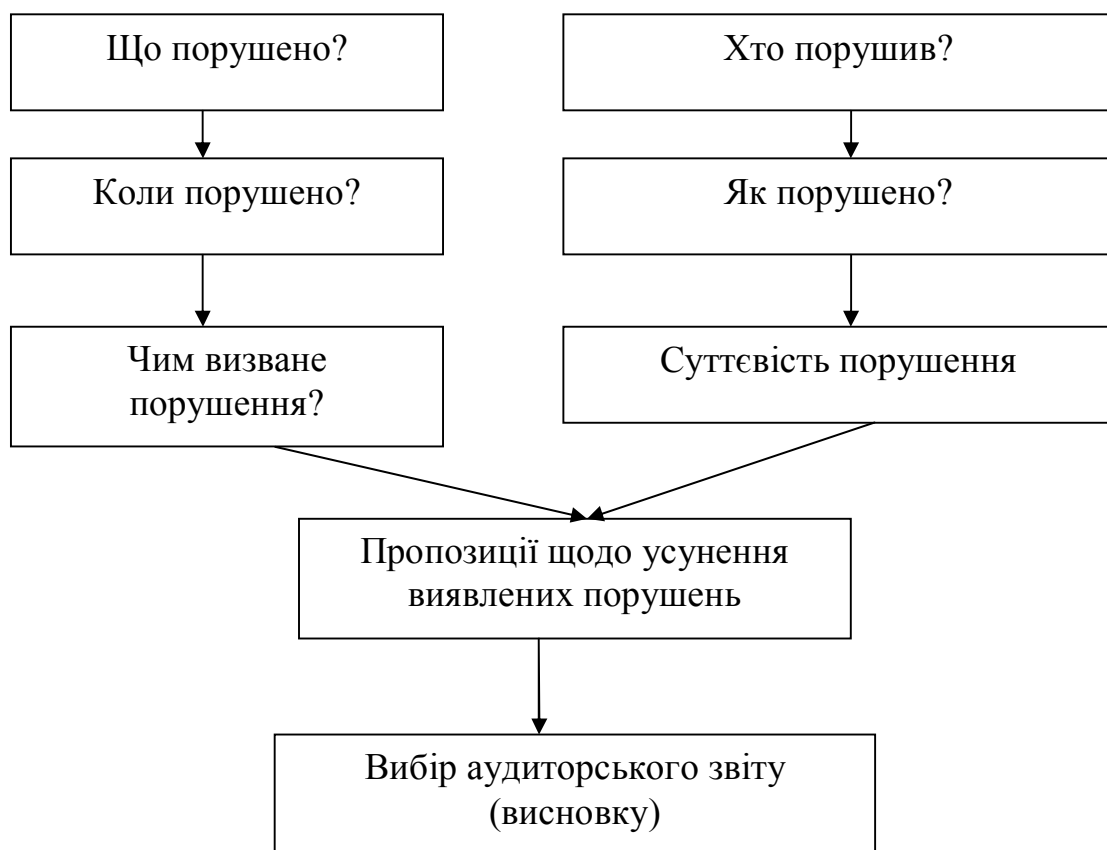 Що порушено?
Хто порушив?
Коли порушено?
Як порушено?
Чим визване
порушення?
Суттєвість порушення
Пропозиції щодо усунення
виявлених порушень
Вибір аудиторського звіту
(висновку)